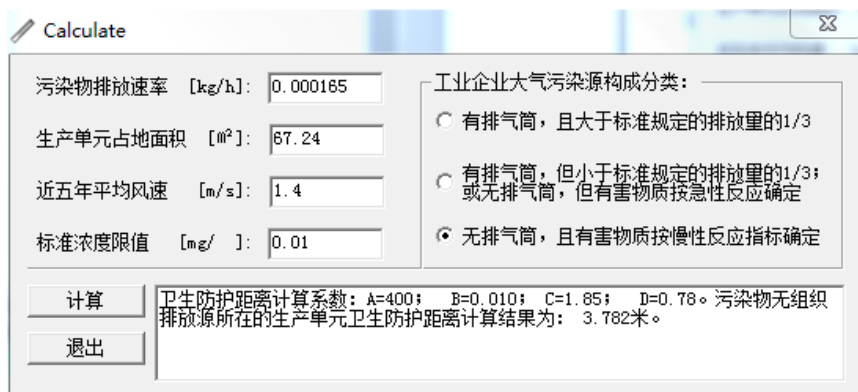 Calculate
污染物排放速率 [kg/h]: 0.000165
生产单元占地面积 [m²]: 67.24
近五年平均风速 [m/s]: 1.4
标准浓度限值 [mg/ ]: 0.01
工业企业大气污染源构成分类:
有排气筒，且大于标准规定的排放量的1/3
有排气筒，但小于标准规定的排放量的1/3;
或无排气筒，但有害物质按急性反应确定
无排气筒，且有害物质按慢性反应指标确定
计算
退出
卫生防护距离计算系数: A=400; B=0.010; C=1.85; D=0.78。污染物无组织
排放源所在的生产单元卫生防护距离计算结果为: 3.782米。